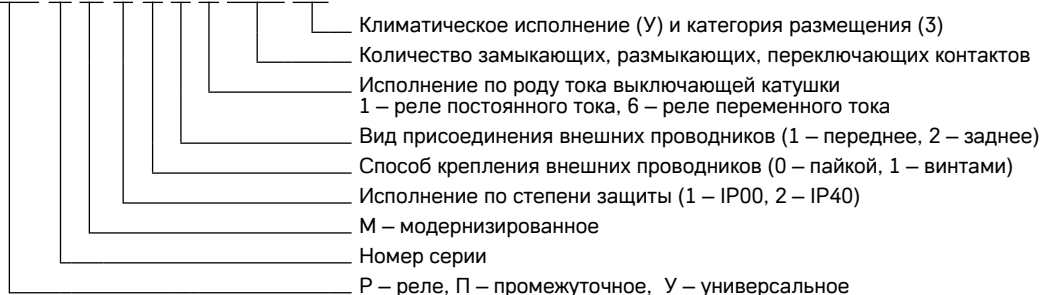 Климатическое исполнение (У) и категория размещения (3)
Количество замыкающих, размыкающих, переключающих контактов
Исполнение по роду тока выключающей катушки
1 – реле постоянного тока, 6 – реле переменного тока
Вид присоединения внешних проводников (1 – переднее, 2 – заднее)
Способ крепления внешних проводников (0 – пайкой, 1 – винтами)
Исполнение по степени защиты (1 – IP00, 2 – IP40)
М – модернизированное
Номер серии
Р – реле, П – промежуточное, У – универсальное